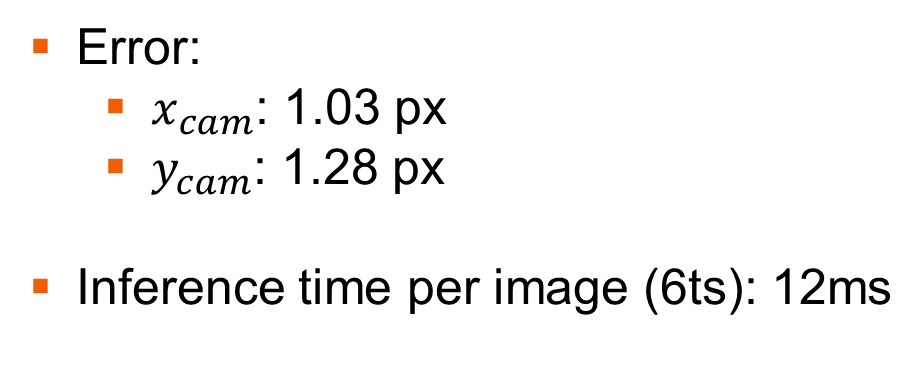 ▪ Error:
▪ x_cam: 1.03 px
▪ y_cam: 1.28 px
▪ Inference time per image (6ts): 12ms